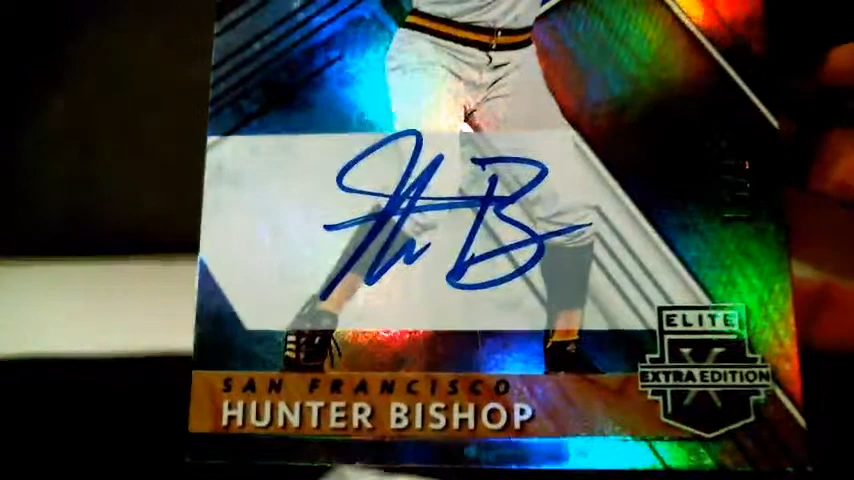 H B
ELITE
X
EXTRA EDITION
SAN FRANCISCO
HUNTER BISHOP